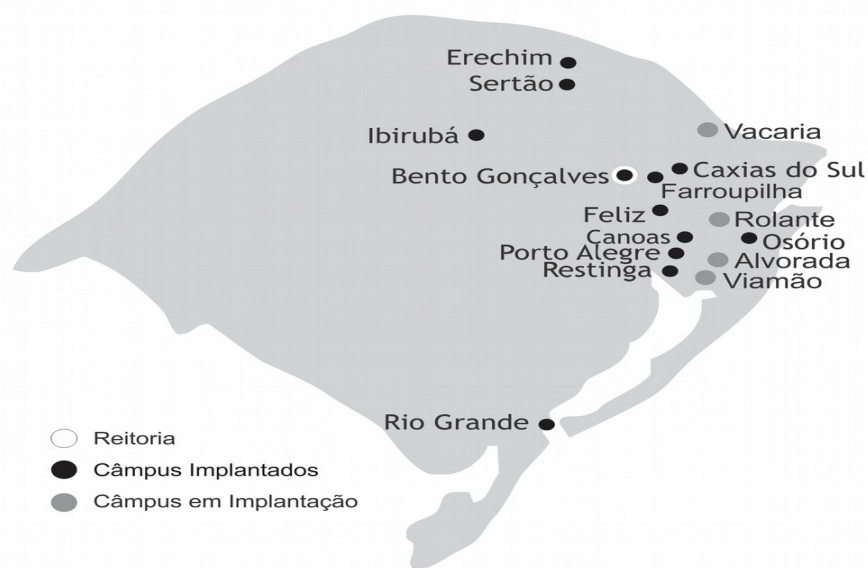 Erechim
Sertão
Ibirubá
Vacaria
Bento Gonçalves
Caxias do Sul
Farroupilha
Feliz
Rolante
Canoas
Osório
Porto Alegre
Alvorada
Restinga
Viamão
Rio Grande
Reitoria
Câmpus Implantados
Câmpus em Implantação